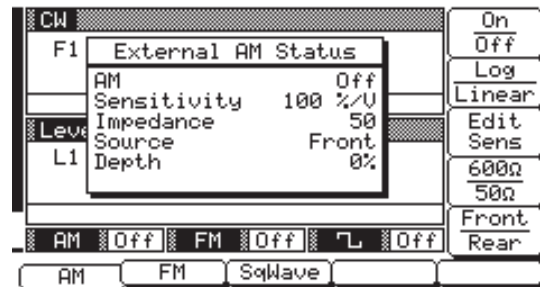 CW
F1
External AM Status
AM Off
Sensitivity 100 %/V
Impedance 50
Source Front
Depth 0%
Leve
L1
AM Off FM Off Off
AM FM SqWave
On
Off
Log
Linear
Edit
Sens
600Ω
50Ω
Front
Rear